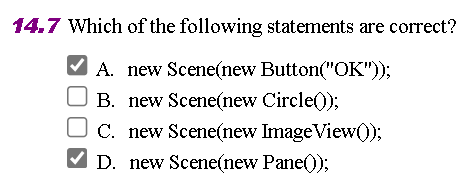 14.7 Which of the following statements are correct?
A. new Scene(new Button("OK"));
B. new Scene(new Circle());
C. new Scene(new ImageView());
D. new Scene(new Pane());